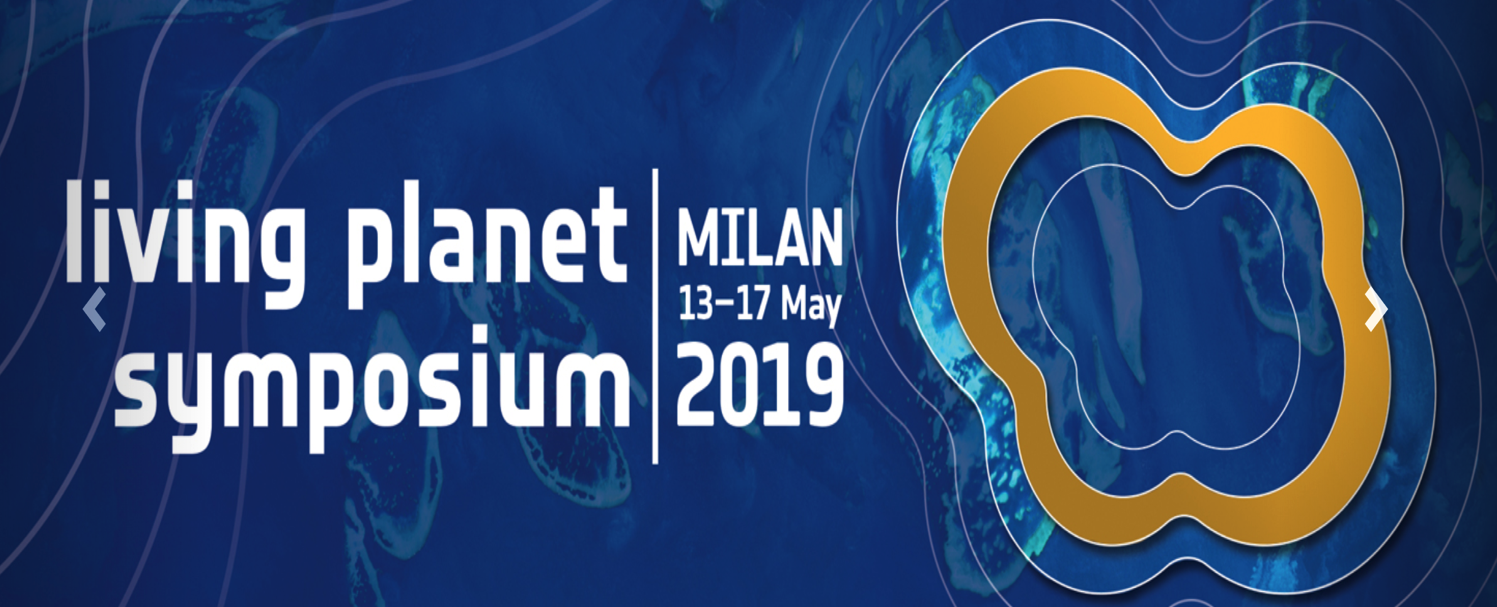 living planet
symposium
MILAN
13–17 May
2019